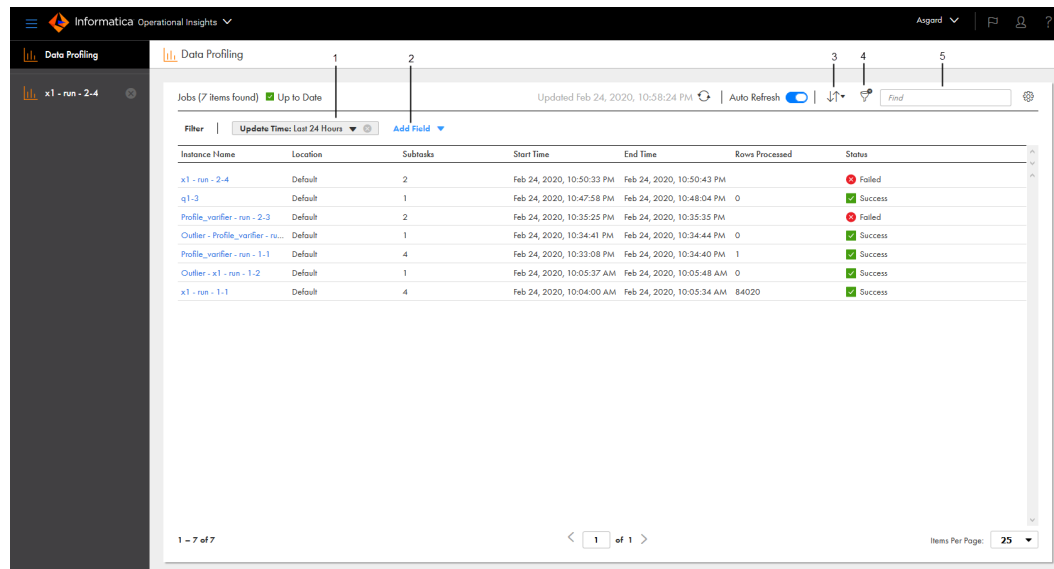 Informatica Operational Insights
Asgard
?
Data Profiling
Data Profiling
1
2
3
4
5
x1 - run - 2-4
Jobs (7 items found) Up to Date
Updated Feb 24, 2020, 10:58:24 PM
Auto Refresh
Find
Filter Update Time: Last 24 Hours Add Field
Instance Name Location Subtasks Start Time End Time Rows Processed Status
x1 - run - 2-4 Default 2 Feb 24, 2020, 10:50:33 PM Feb 24, 2020, 10:50:43 PM Failed
q1-3 Default 1 Feb 24, 2020, 10:47:58 PM Feb 24, 2020, 10:48:04 PM 0 Success
Profile_varifier - run - 2-3 Default 2 Feb 24, 2020, 10:35:25 PM Feb 24, 2020, 10:35:35 PM Failed
Outlier - Profile_varifier - ru... Default 1 Feb 24, 2020, 10:34:41 PM Feb 24, 2020, 10:34:44 PM 0 Success
Profile_varifier - run - 1-1 Default 4 Feb 24, 2020, 10:33:08 PM Feb 24, 2020, 10:34:40 PM 1 Success
Outlier - x1 - run - 1-2 Default 1 Feb 24, 2020, 10:05:37 AM Feb 24, 2020, 10:05:48 AM 0 Success
x1 - run - 1-1 Default 4 Feb 24, 2020, 10:04:00 AM Feb 24, 2020, 10:05:34 AM 84020 Success
1 – 7 of 7
1 of 1
Items Per Page: 25